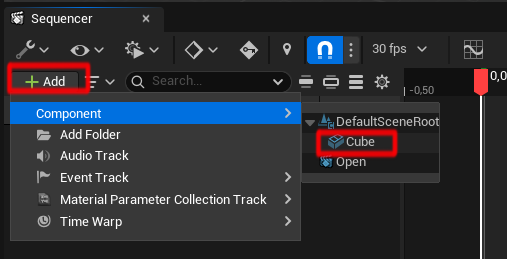 Sequencer
30 fps
Add
Search...
-0,50
0,0
Component
Add Folder
Audio Track
Event Track
Material Parameter Collection Track
Time Warp
DefaultSceneRoot
Cube
Open